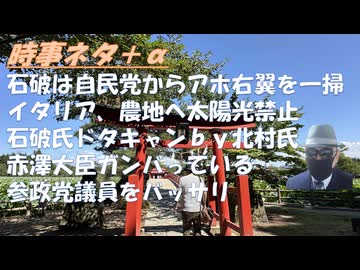 時事ネタ+α
石破は自民党からアホ右翼を一掃
イタリア　農地へ太陽光禁止
石破氏ドタキャンby北村氏
赤澤大臣ガンバっている
参政党議員をバッサリ